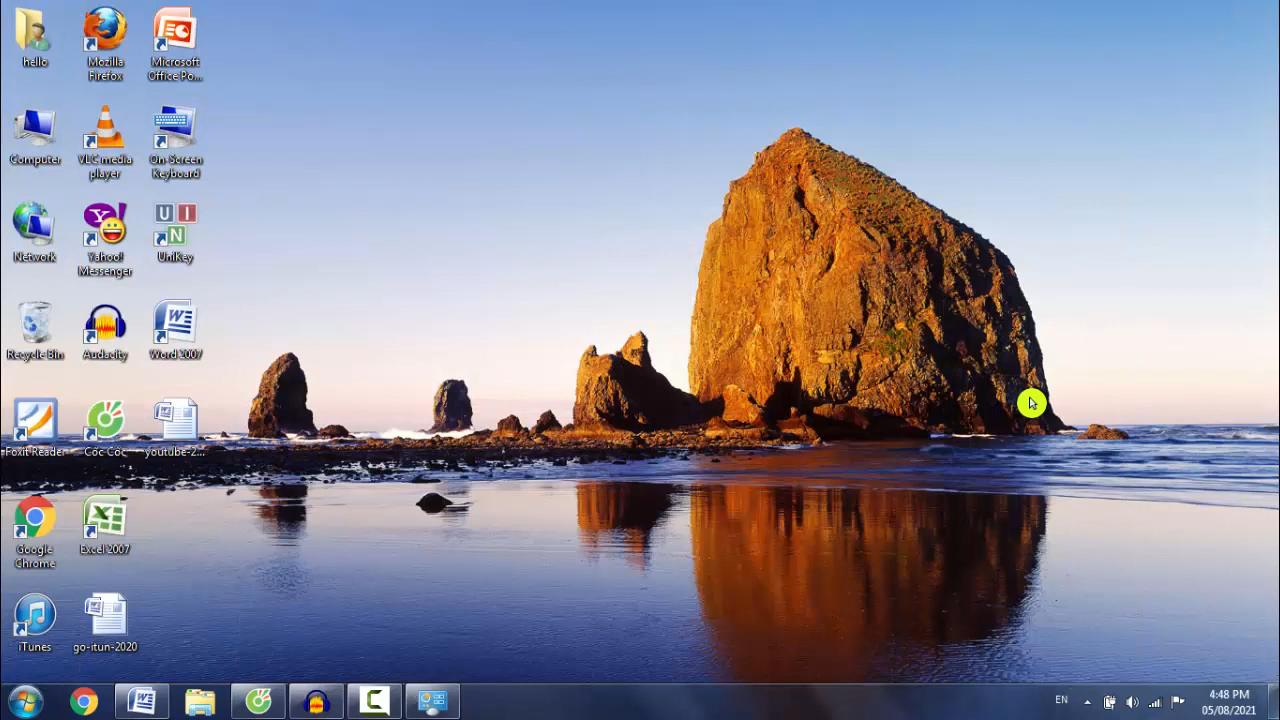 hello
Mozilla
Firefox
Microsoft
Office Po...
Computer
VLC media
player
On-Screen
Keyboard
Network
Yahoo!
Messenger
U I
N
UniKey
Recycle Bin
Audacity
Word 2007
Foxit Reader
Cốc Cốc
youtube-2...
Google
Chrome
Excel 2007
iTunes
go-itun-2020
EN
4:48 PM
05/08/2021